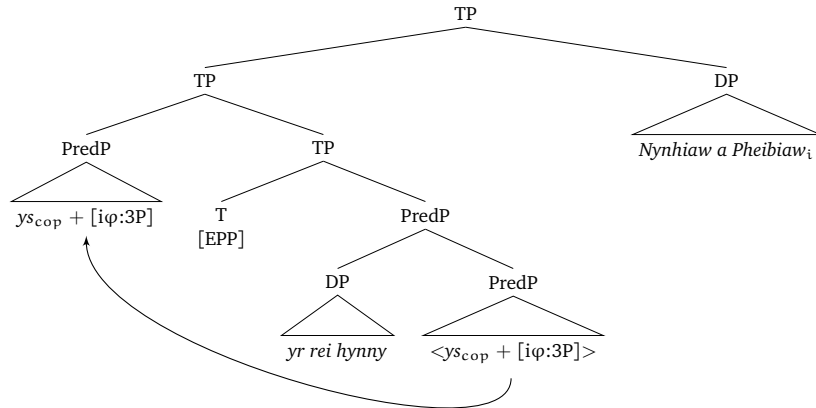 TP
TP DP
PredP TP Nynhiaw a Pheibiawᵢ
ys_cop + [iφ:3P] T PredP
[EPP]
DP PredP
yr rei hynny <ys_cop + [iφ:3P]>